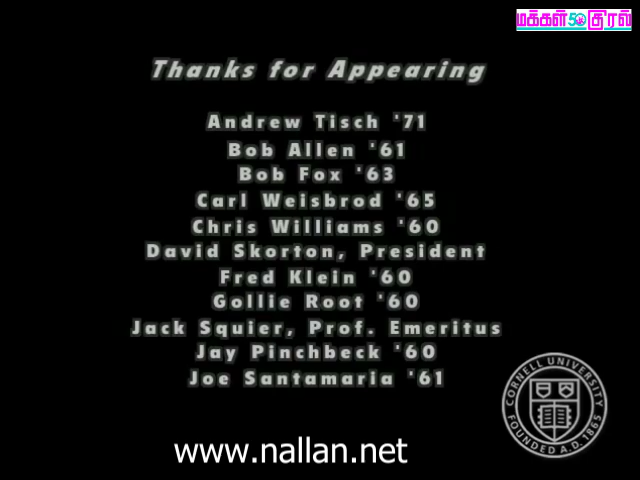 மக்கள் 50 குரல்
Thanks for Appearing
Andrew Tisch '71
Bob Allen '61
Bob Fox '63
Carl Weisbrod '65
Chris Williams '60
David Skorton, President
Fred Klein '60
Gollie Root '60
Jack Squier, Prof. Emeritus
Jay Pinchbeck '60
Joe Santamaria '61
CORNELL UNIVERSITY
FOUNDED A.D. 1865
www.nallan.net